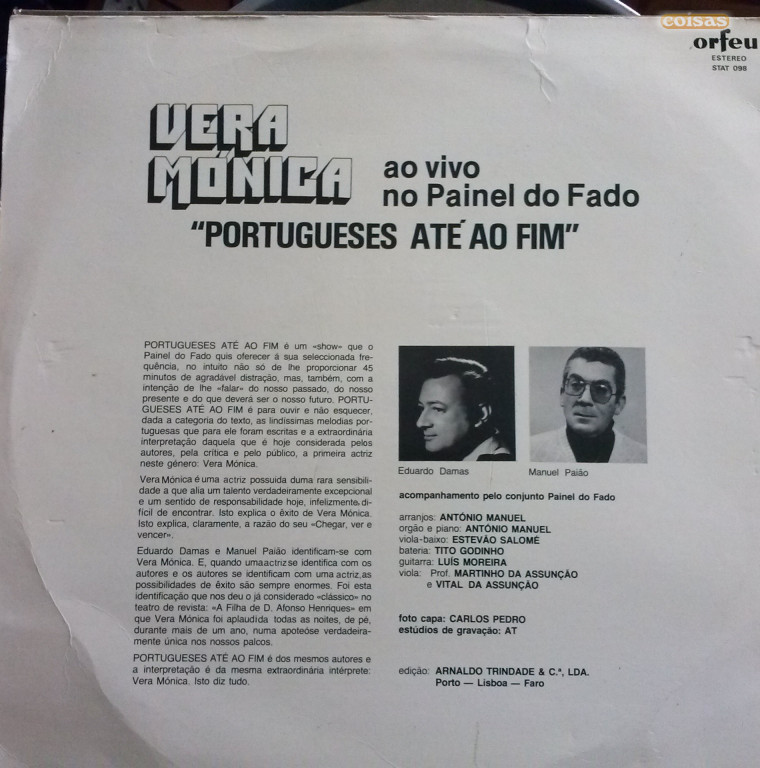 coisas
orfeu
ESTEREO
STAT 098
VERA
MÓNICA
ao vivo
no Painel do Fado
"PORTUGUESES ATÉ AO FIM"
PORTUGUESES ATÉ AO FIM é um «show» que o
Painel do Fado quis oferecer á sua seleccionada fre-
quência, no intuito não só de lhe proporcionar 45
minutos de agradável distração, mas, também, com a
intenção de lhe «falar» do nosso passado, do nosso
presente e do que deverá ser o nosso futuro. PORTU-
GUESES ATÉ AO FIM é para ouvir e não esquecer,
dada a categoria do texto, as lindíssimas melodias por-
tuguesas que para ele foram escritas e a extraordinária
interpretação daquela que é hoje considerada pelos
autores, pela crítica e pelo público, a primeira actriz
neste género: Vera Mónica.
Vera Mónica é uma actriz possuida duma rara sensibili-
dade a que alia um talento verdadeiramente excepcional
e um sentido de responsabilidade hoje, infelizmente, di-
fícil de encontrar. Isto explica o êxito de Vera Mónica.
Isto explica, claramente, a razão do seu «Chegar, ver e
vencer».
Eduardo Damas e Manuel Paião identificam-se com
Vera Mónica. E, quando uma actriz se identifica com os
autores e os autores se identificam com uma actriz, as
possibilidades de êxito são sempre enormes. Foi esta
identificação que nos deu o já considerado «clássico» no
teatro de revista: «A Filha de D. Afonso Henriques» em
que Vera Mónica foi aplaudida todas as noites, de pé,
durante mais de um ano, numa apoteóse verdadeira-
mente única nos nossos palcos.
PORTUGUESES ATÉ AO FIM é dos mesmos autores e
a interpretação é da mesma extraordinária intérprete:
Vera Mónica. Isto diz tudo.
Eduardo Damas
Manuel Paião
acompanhamento pelo conjunto Painel do Fado
arranjos: ANTÓNIO MANUEL
orgão e piano: ANTÓNIO MANUEL
viola-baixo: ESTEVÃO SALOMÉ
bateria: TITO GODINHO
guitarra: LUÍS MOREIRA
viola: Prof. MARTINHO DA ASSUNÇÃO
e VITAL DA ASSUNÇÃO
foto capa: CARLOS PEDRO
estúdios de gravação: AT
edição: ARNALDO TRINDADE & C.ª, LDA.
Porto — Lisboa — Faro